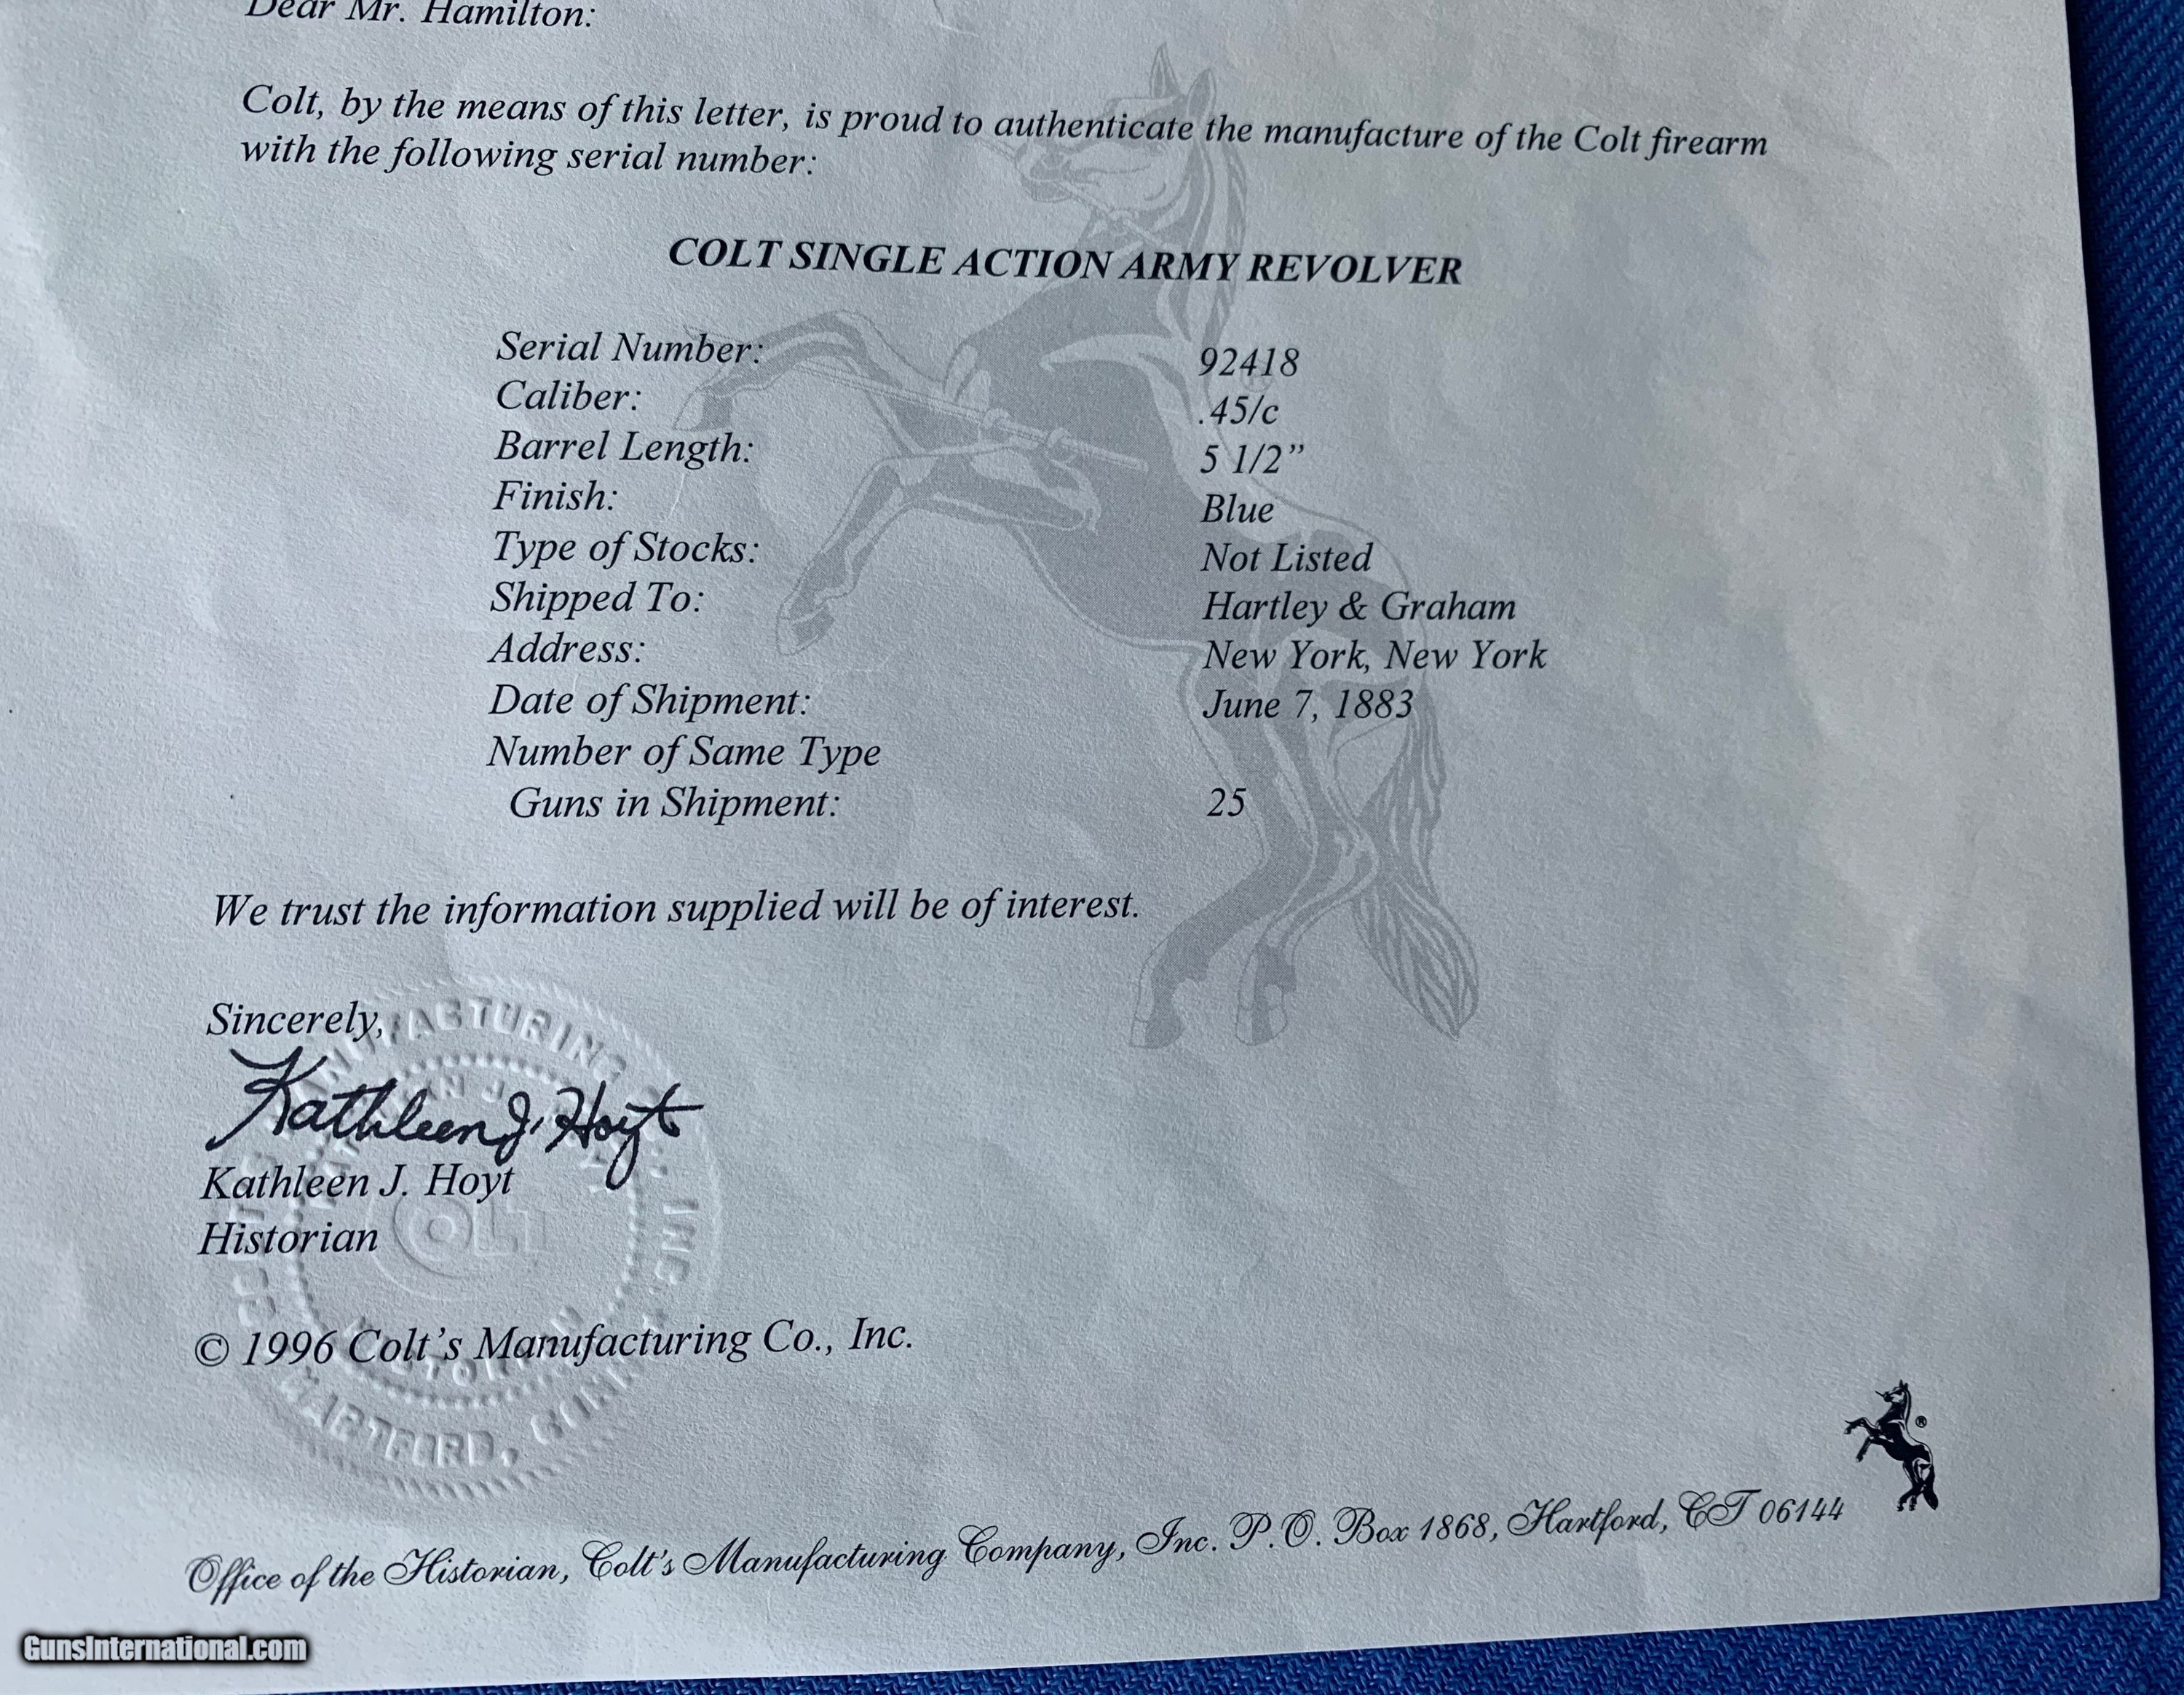 Dear Mr. Hamilton:
Colt, by the means of this letter, is proud to authenticate the manufacture of the Colt firearm
with the following serial number:
COLT SINGLE ACTION ARMY REVOLVER
Serial Number: 92418
Caliber: .45/c
Barrel Length: 5 1/2”
Finish: Blue
Type of Stocks: Not Listed
Shipped To: Hartley & Graham
Address: New York, New York
Date of Shipment: June 7, 1883
Number of Same Type
Guns in Shipment: 25
We trust the information supplied will be of interest.
Sincerely,
Kathleen J. Hoyt
Kathleen J. Hoyt
Historian
© 1996 Colt’s Manufacturing Co., Inc.
MANUFACTURING
INC.
COLT
HARTFORD,
®
Office of the Historian, Colt's Manufacturing Company, Inc. P.O. Box 1868, Hartford, CT 06144
GunsInternational.com